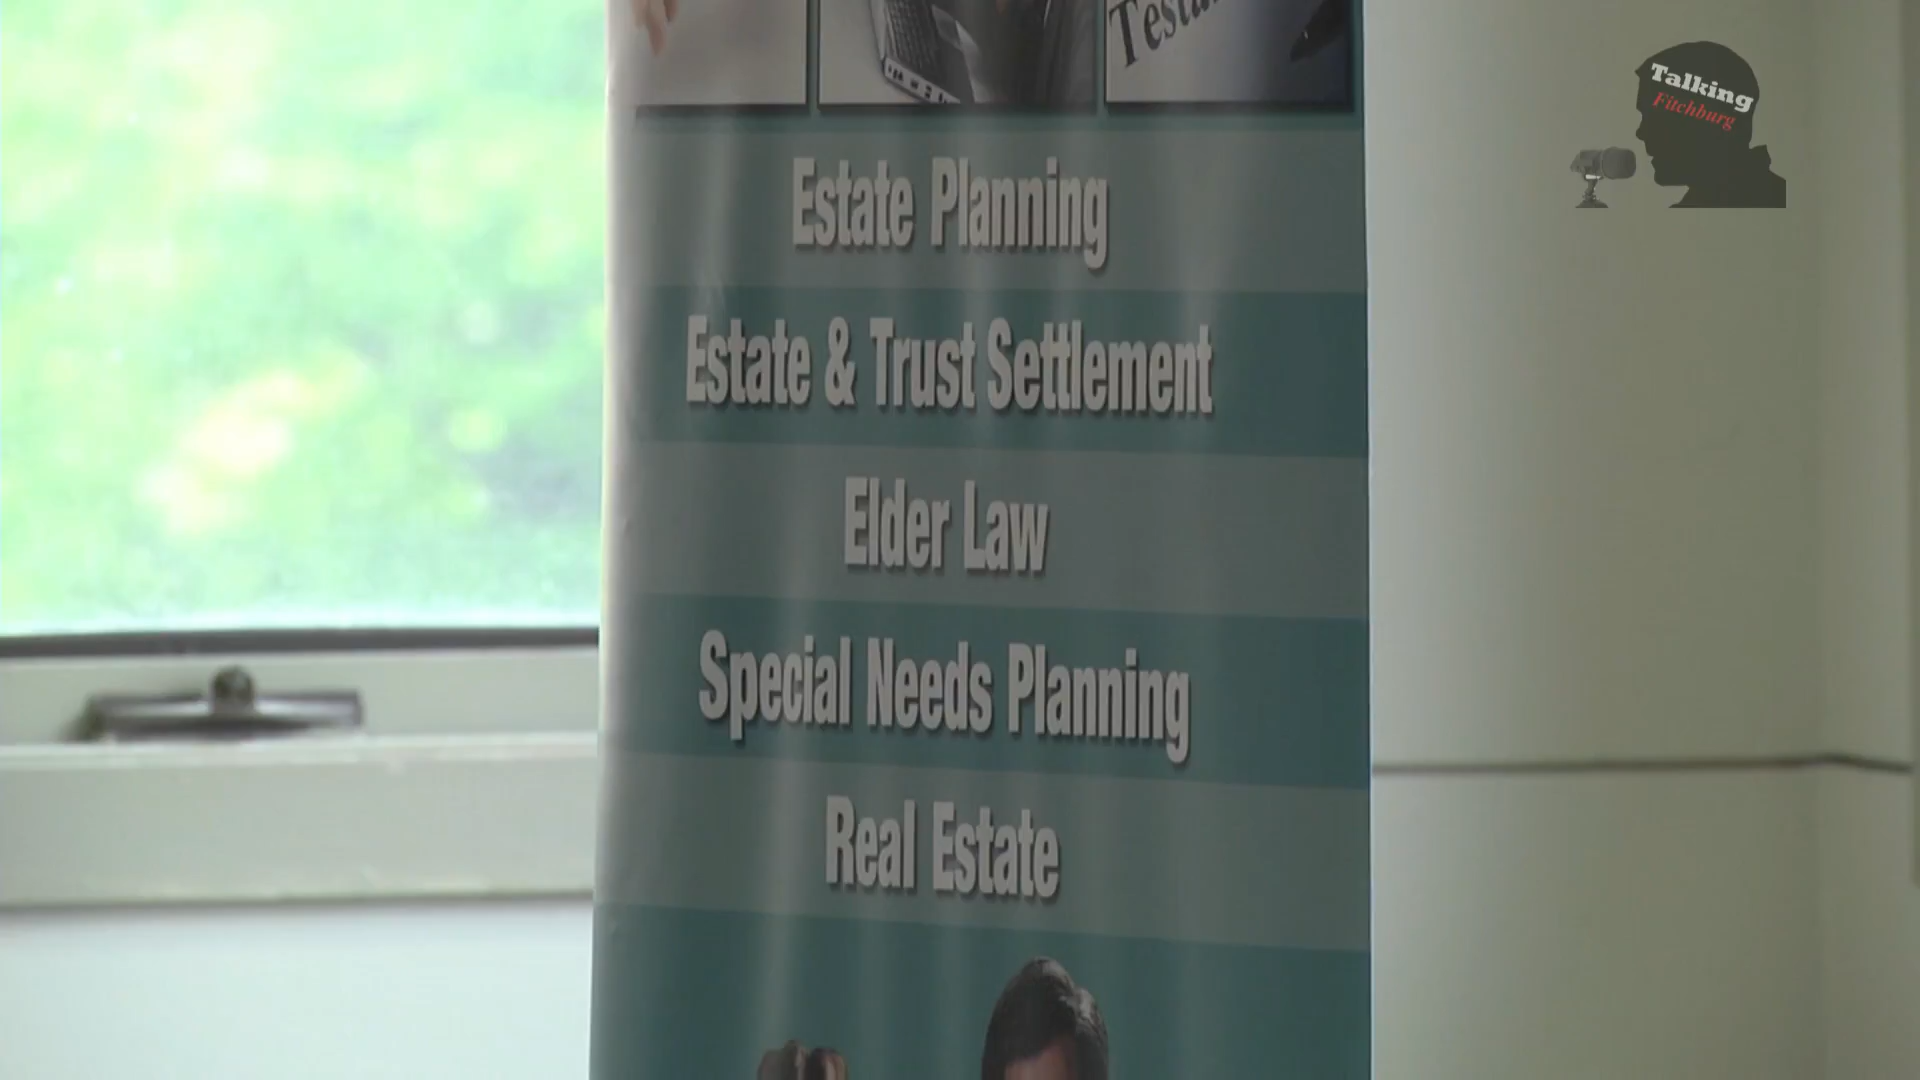 Talking
Fitchburg
Estate Planning
Estate & Trust Settlement
Elder Law
Special Needs Planning
Real Estate